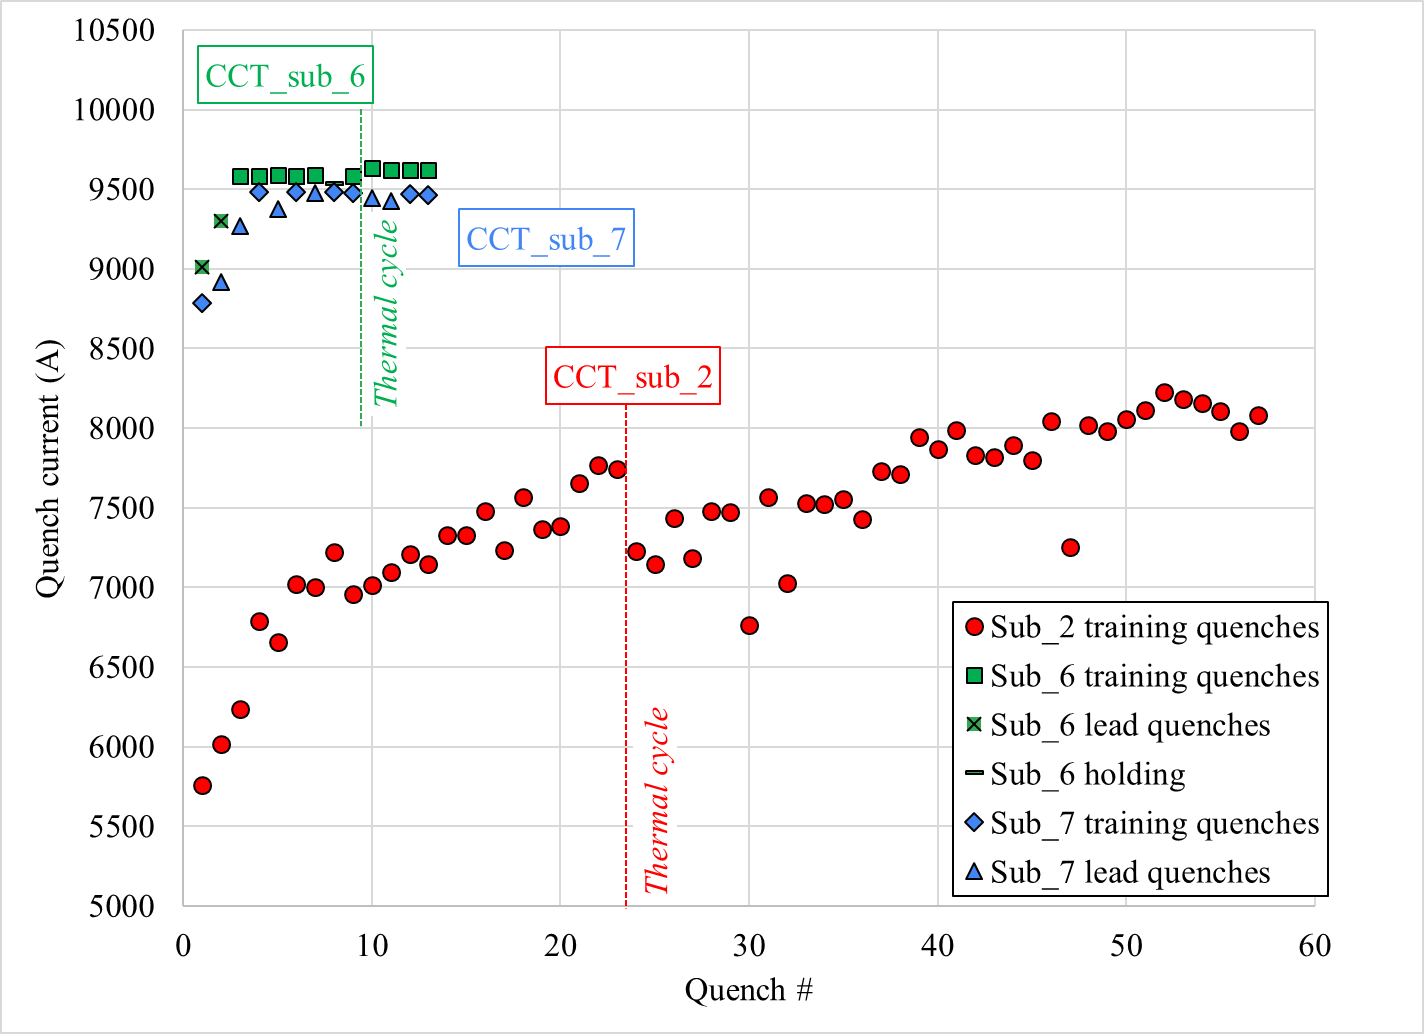 10500
10000
9500
9000
8500
8000
7500
7000
6500
6000
5500
5000
Quench current (A)
CCT_sub_6
Thermal cycle
CCT_sub_7
CCT_sub_2
Thermal cycle
Sub_2 training quenches
Sub_6 training quenches
Sub_6 lead quenches
Sub_6 holding
Sub_7 training quenches
Sub_7 lead quenches
0 10 20 30 40 50 60
Quench #